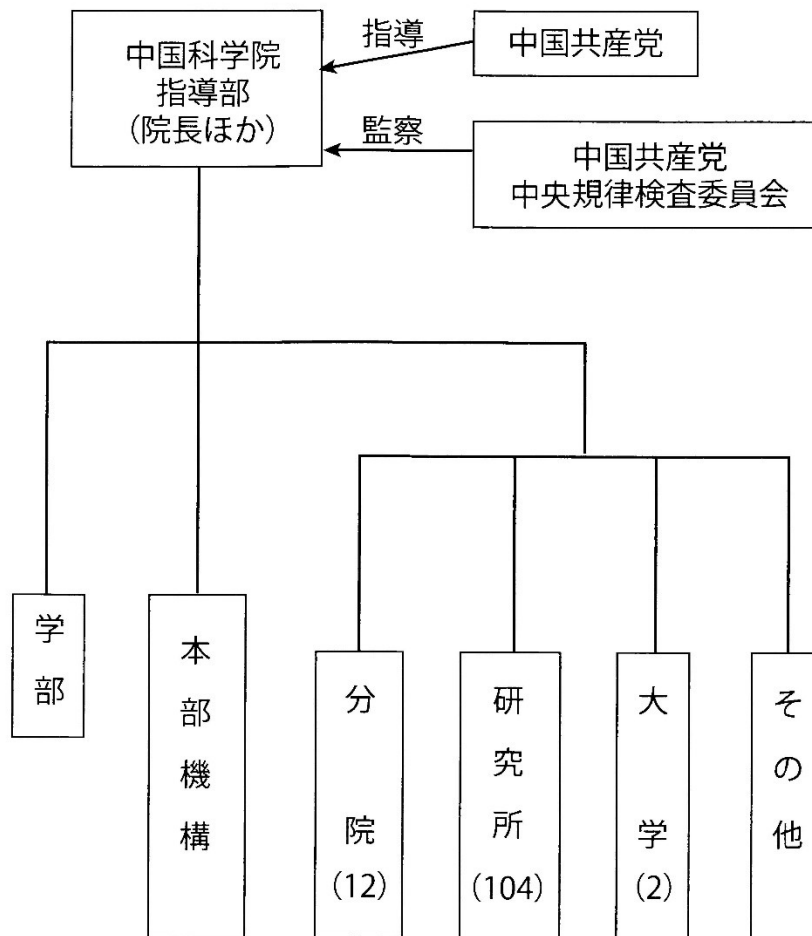 中国科学院
指導部
(院長ほか)
指導
中国共産党
監察
中国共産党
中央規律検査委員会
学部
本部機構
分院
(12)
研究所
(104)
大学
(2)
その他